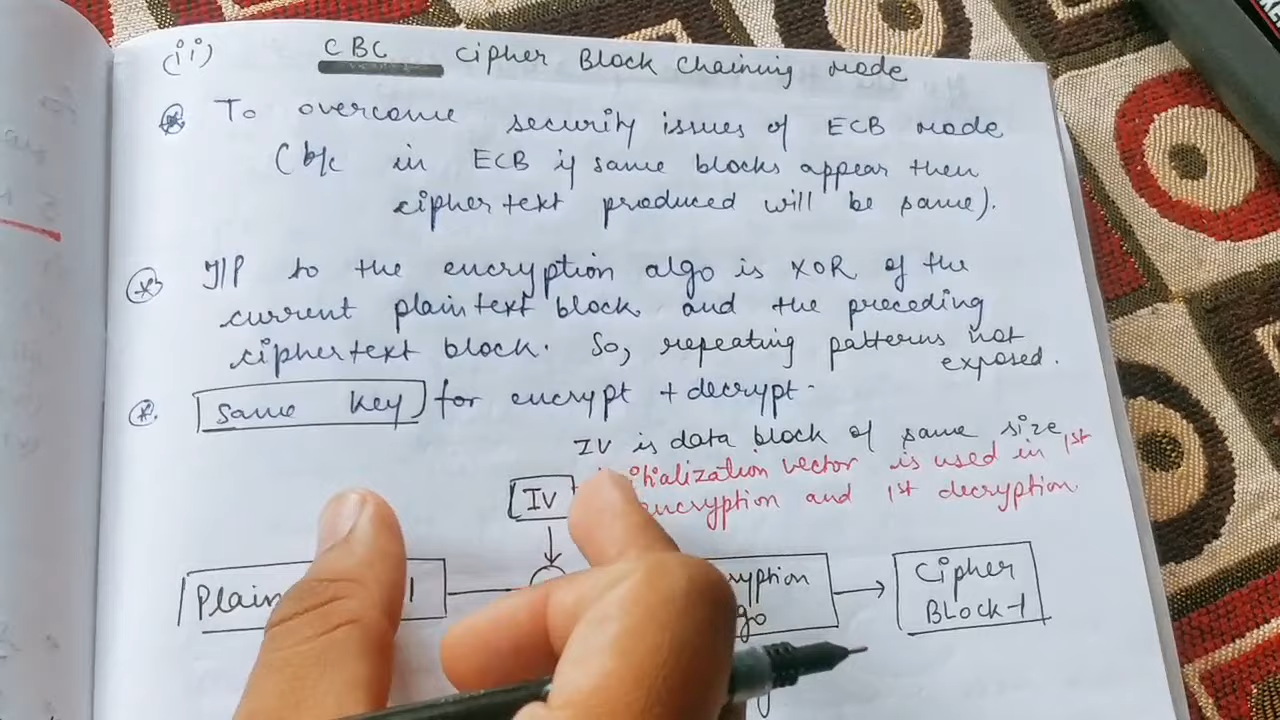 (ii) CBC Cipher Block Chaining Mode
To overcome security issues of ECB mode
(b/c in ECB if same blocks appear then
ciphertext produced will be same).
I/P to the encryption algo is XOR of the
current plaintext block and the preceding
ciphertext block. So, repeating patterns not
exposed.
Same Key for encrypt + decrypt.
IV is data block of same size
vector is used in 1st
encryption and 1st decryption.
IV
1
Cipher
Block-1